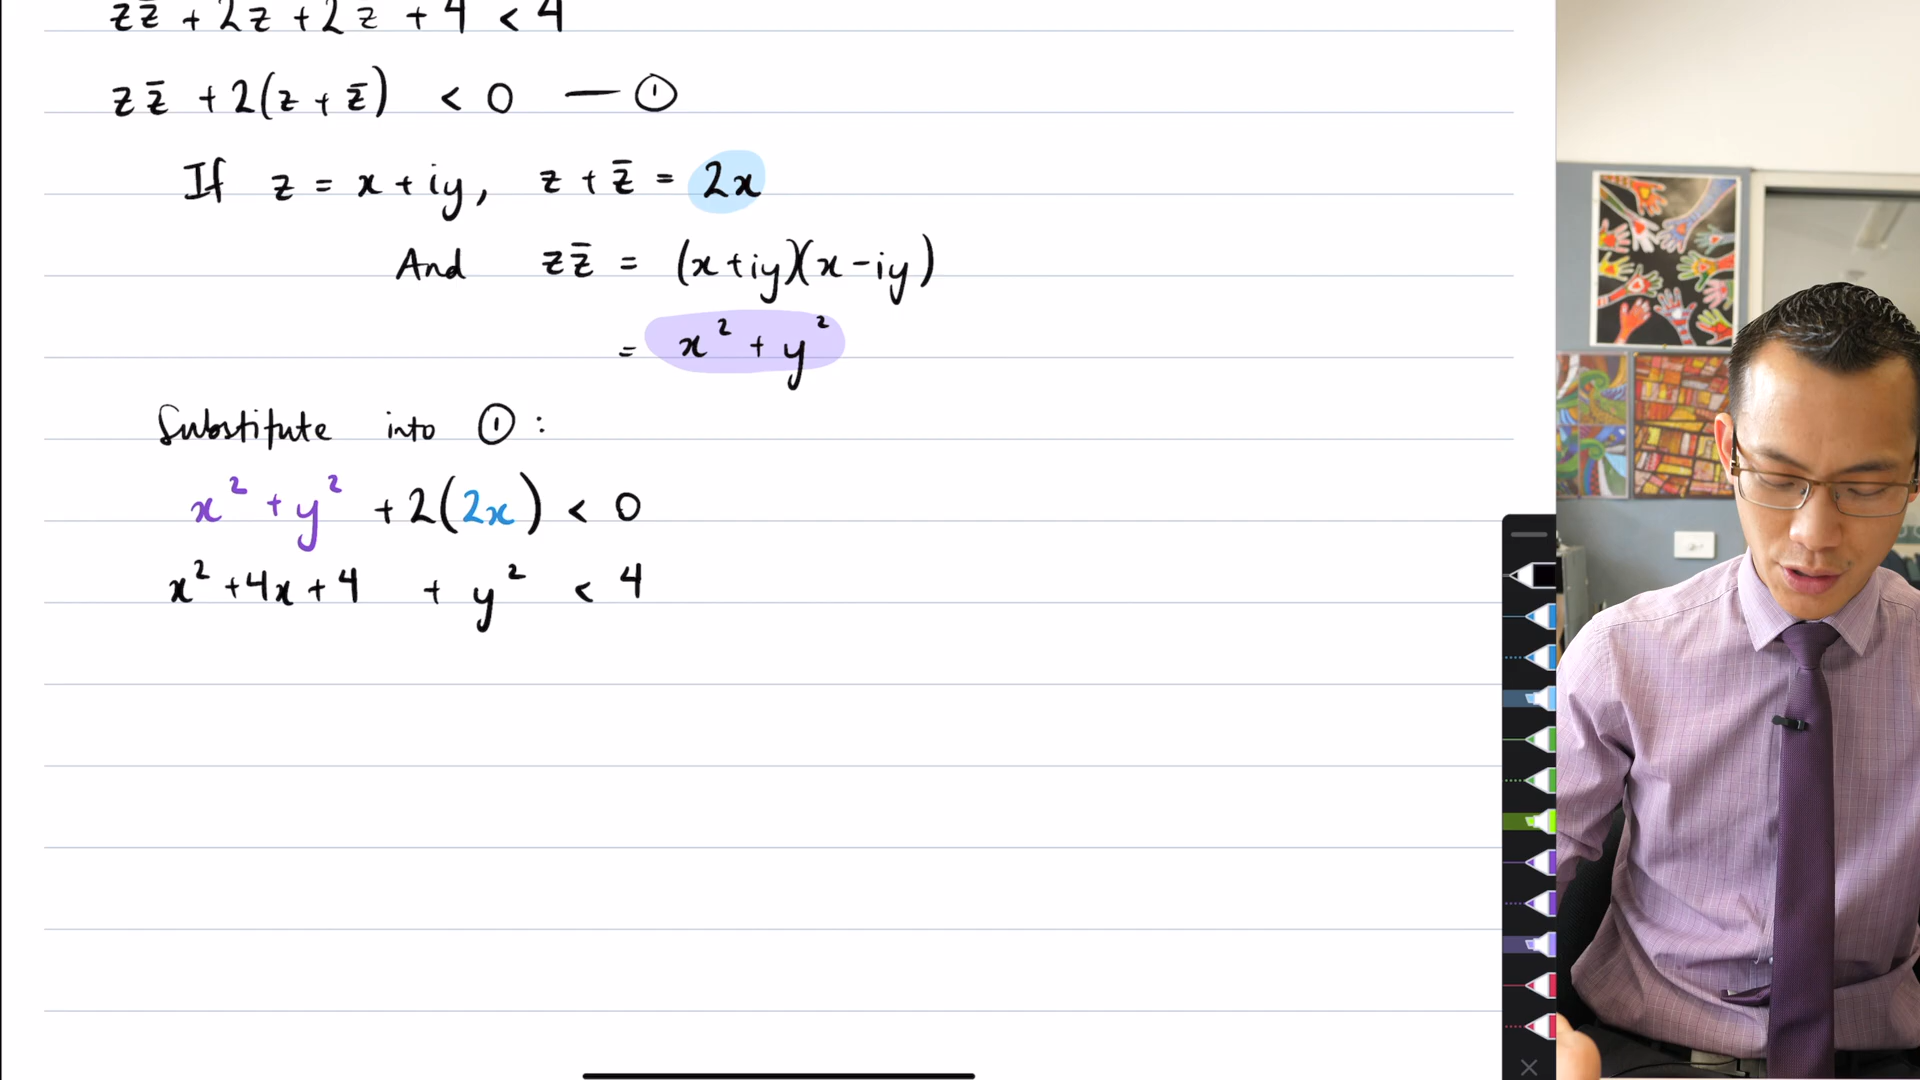 zz̄ + 2z + 2z + 4 < 4
zz̄ + 2(z + z̄) < 0 — ①
If z = x + iy, z + z̄ = 2x
And zz̄ = (x + iy)(x − iy)
= x² + y²
Substitute into ① :
x² + y² + 2(2x) < 0
x² + 4x + 4 + y² < 4